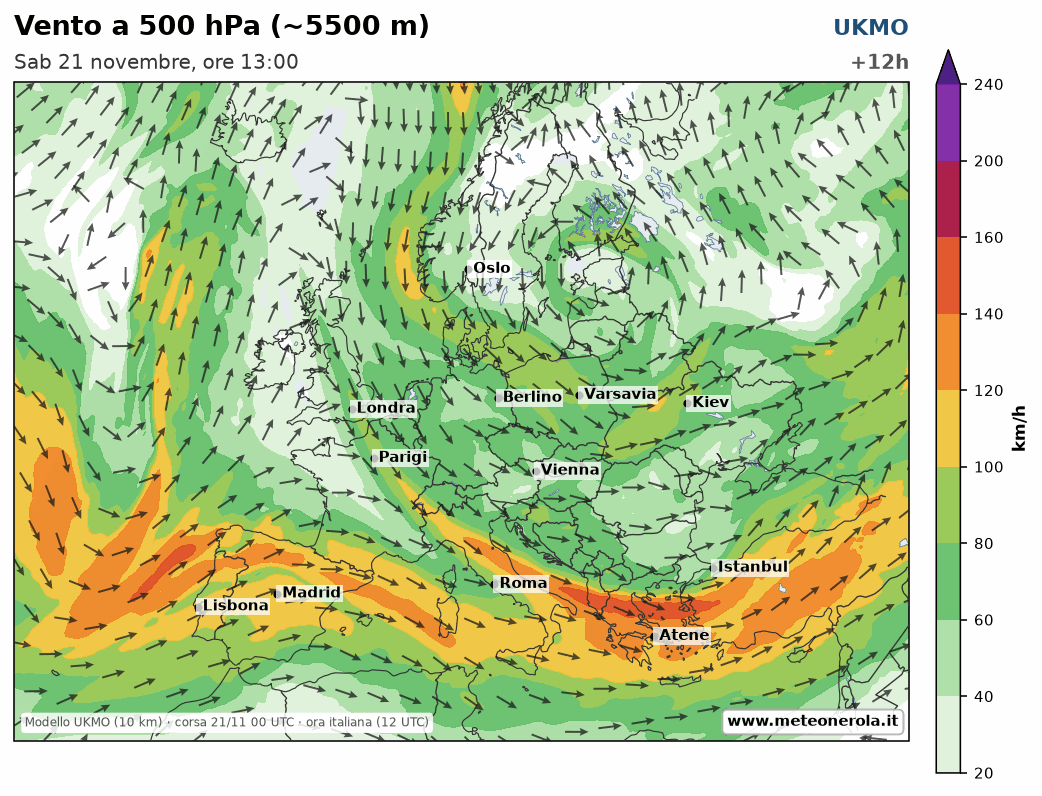 Vento a 500 hPa (~5500 m)
UKMO
Sab 21 novembre, ore 13:00
+12h
240
200
160
140
120
100
80
60
40
20
km/h
Oslo
Berlino
Varsavia
Kiev
Londra
Parigi
Vienna
Istanbul
Roma
Madrid
Lisbona
Atene
Modello UKMO (10 km) · corsa 21/11 00 UTC · ora italiana (12 UTC)
www.meteonerola.it